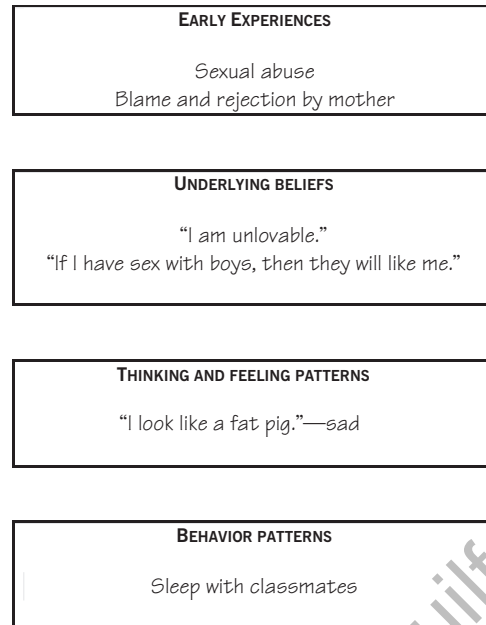 EARLY EXPERIENCES
Sexual abuse
Blame and rejection by mother
UNDERLYING BELIEFS
“I am unlovable.”
“If I have sex with boys, then they will like me.”
THINKING AND FEELING PATTERNS
“I look like a fat pig.”—sad
BEHAVIOR PATTERNS
Sleep with classmates